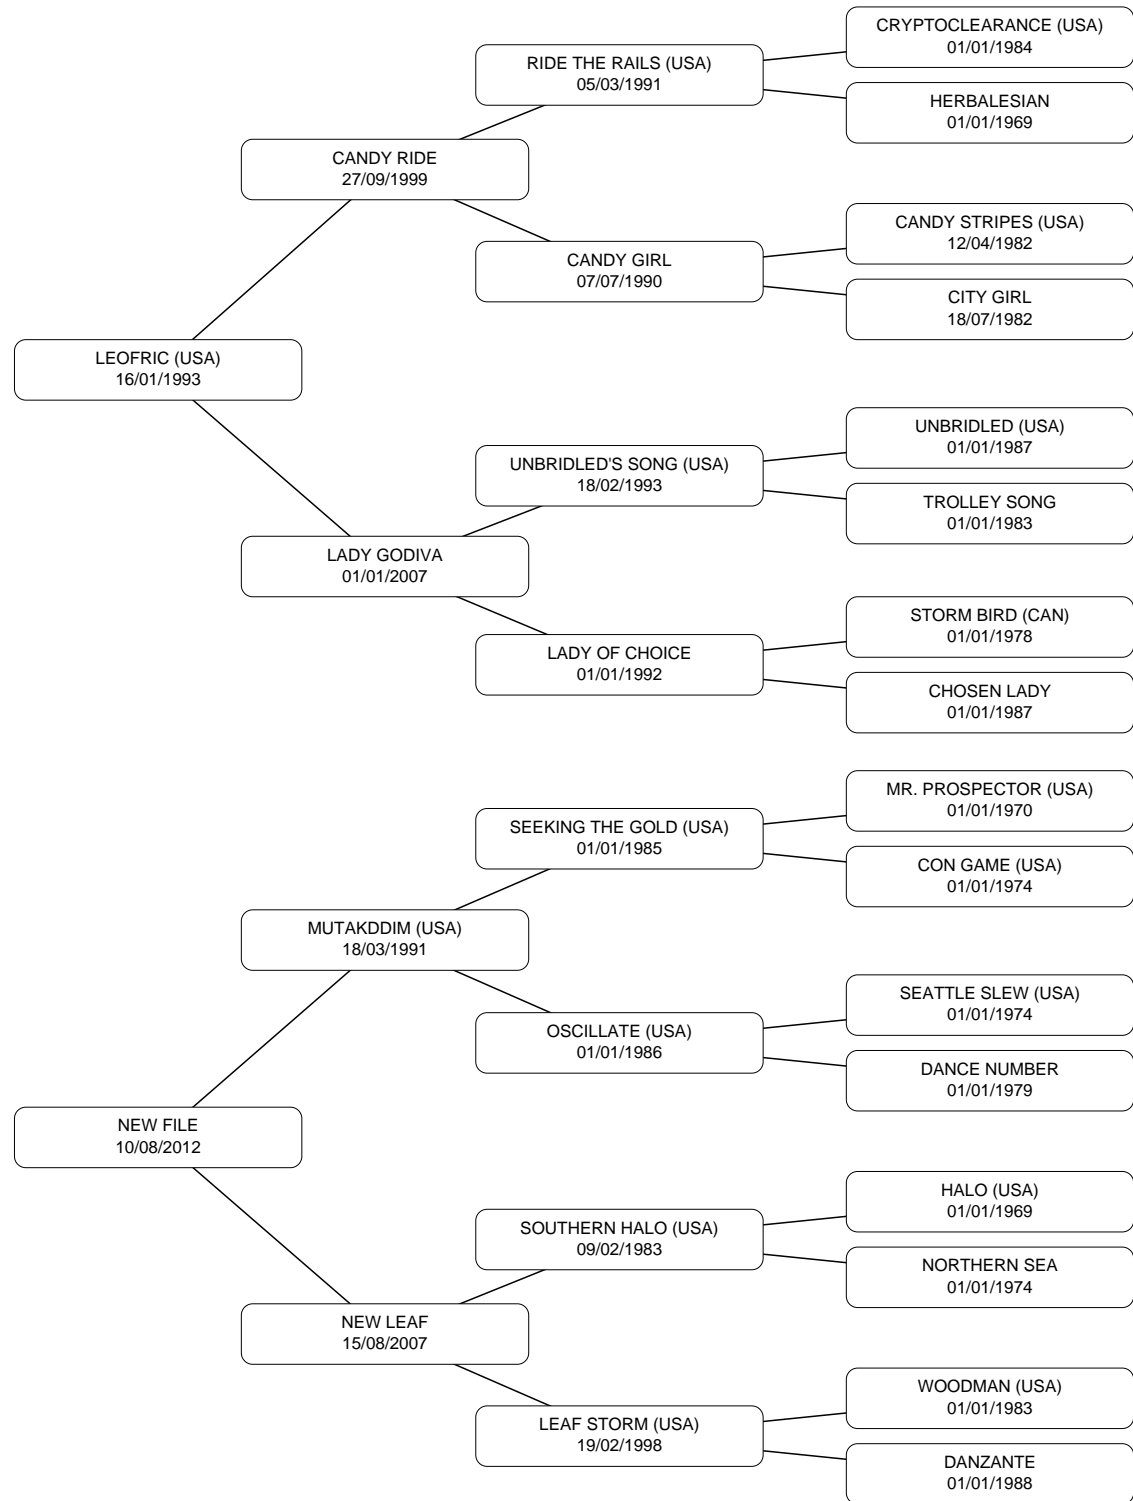 CRYPTOCLEARANCE (USA)
01/01/1984
RIDE THE RAILS (USA)
05/03/1991
HERBALESIAN
01/01/1969
CANDY RIDE
27/09/1999
CANDY STRIPES (USA)
12/04/1982
CANDY GIRL
07/07/1990
CITY GIRL
18/07/1982
LEOFRIC (USA)
16/01/1993
UNBRIDLED (USA)
01/01/1987
UNBRIDLED'S SONG (USA)
18/02/1993
TROLLEY SONG
01/01/1983
LADY GODIVA
01/01/2007
STORM BIRD (CAN)
01/01/1978
LADY OF CHOICE
01/01/1992
CHOSEN LADY
01/01/1987
MR. PROSPECTOR (USA)
01/01/1970
SEEKING THE GOLD (USA)
01/01/1985
CON GAME (USA)
01/01/1974
MUTAKDDIM (USA)
18/03/1991
SEATTLE SLEW (USA)
01/01/1974
OSCILLATE (USA)
01/01/1986
DANCE NUMBER
01/01/1979
NEW FILE
10/08/2012
HALO (USA)
01/01/1969
SOUTHERN HALO (USA)
09/02/1983
NORTHERN SEA
01/01/1974
NEW LEAF
15/08/2007
WOODMAN (USA)
01/01/1983
LEAF STORM (USA)
19/02/1998
DANZANTE
01/01/1988